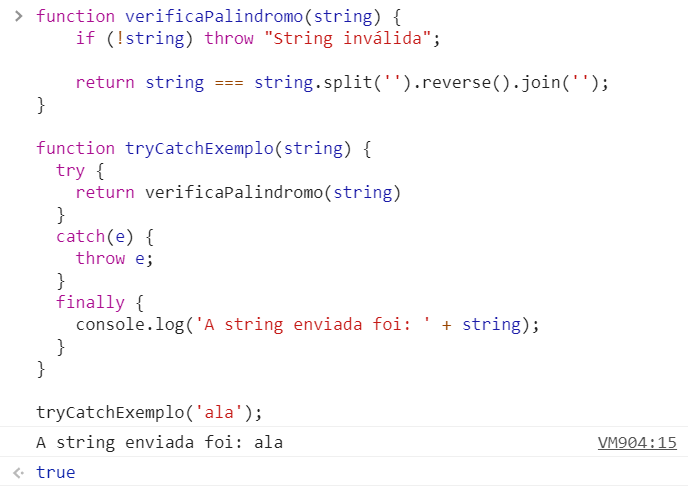 > function verificaPalindromo(string) {
    if (!string) throw "String inválida";

    return string === string.split('').reverse().join('');
}

function tryCatchExemplo(string) {
  try {
    return verificaPalindromo(string)
  }
  catch(e) {
    throw e;
  }
  finally {
    console.log('A string enviada foi: ' + string);
  }
}

tryCatchExemplo('ala');
A string enviada foi: ala VM904:15
true